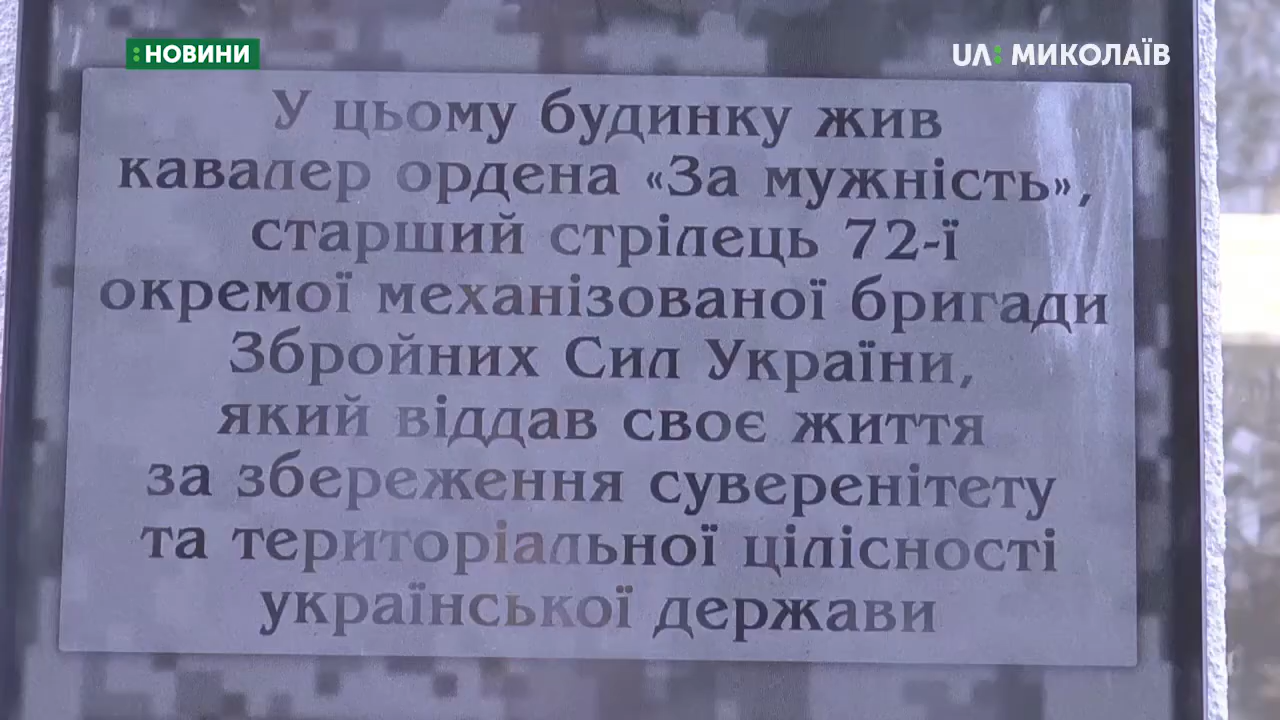 :НОВИНИ
UA: МИКОЛАЇВ
У цьому будинку жив
кавалер ордена «За мужність»,
старший стрілець 72-ї
окремої механізованої бригади
Збройних Сил України,
який віддав своє життя
за збереження суверенітету
та територіальної цілісності
української держави